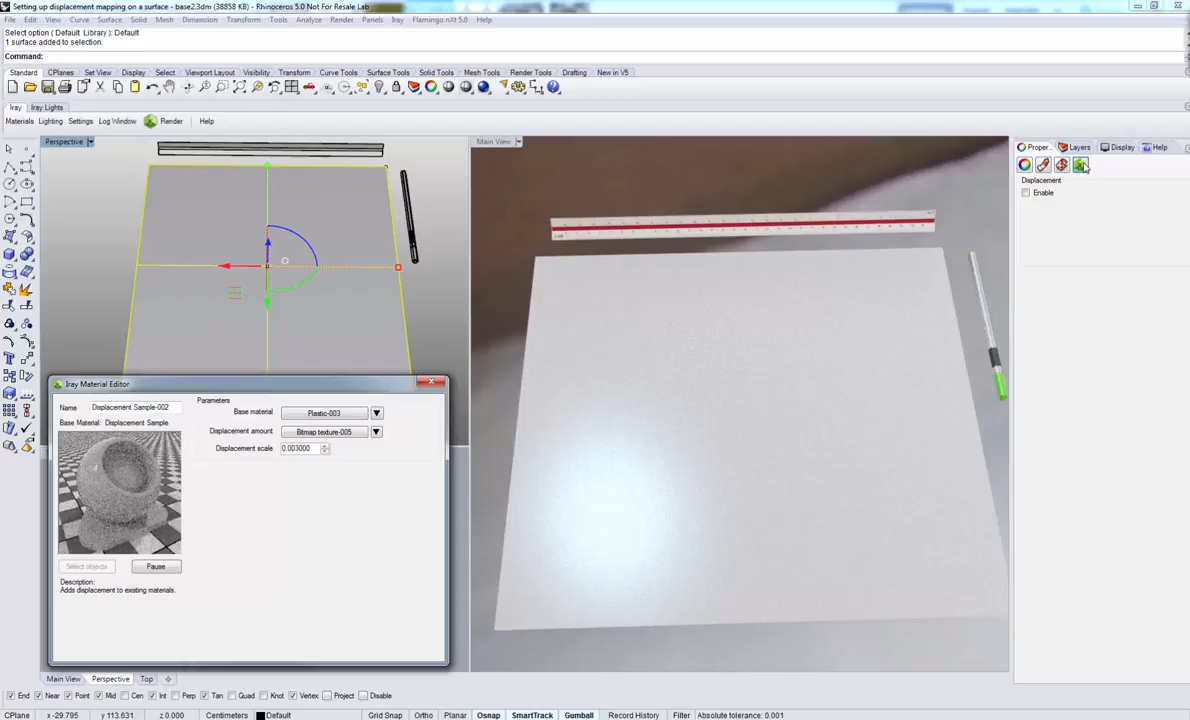 Setting up displacement mapping on a surface - base2.3dm (38858 KB) - Rhinoceros 5.0 Not For Resale Lab
File Edit View Curve Surface Solid Mesh Dimension Transform Tools Analyze Render Panels Iray Flamingo nXt 5.0 Help
Select option ( Default Library ): Default
1 surface added to selection.
Command:
Standard CPlanes Set View Display Select Viewport Layout Visibility Transform Curve Tools Surface Tools Solid Tools Mesh Tools Render Tools Drafting New in V5
Iray Iray Lights
Materials Lighting Settings Log Window Render Help
Perspective
Main View
Proper... Layers Display Help
Displacement
Enable
Iray Material Editor
Name Displacement Sample-002
Base Material: Displacement Sample
Parameters
Base material Plastic-003
Displacement amount Bitmap texture-005
Displacement scale 0.003000
Select objects Pause
Description:
Adds displacement to existing materials.
Main View Perspective Top
End Near Point Mid Cen Int Perp Tan Quad Knot Vertex Project Disable
CPlane x -29.795 y 113.631 z 0.000 Centimeters Default Grid Snap Ortho Planar Osnap SmartTrack Gumball Record History Filter Absolute tolerance: 0.001